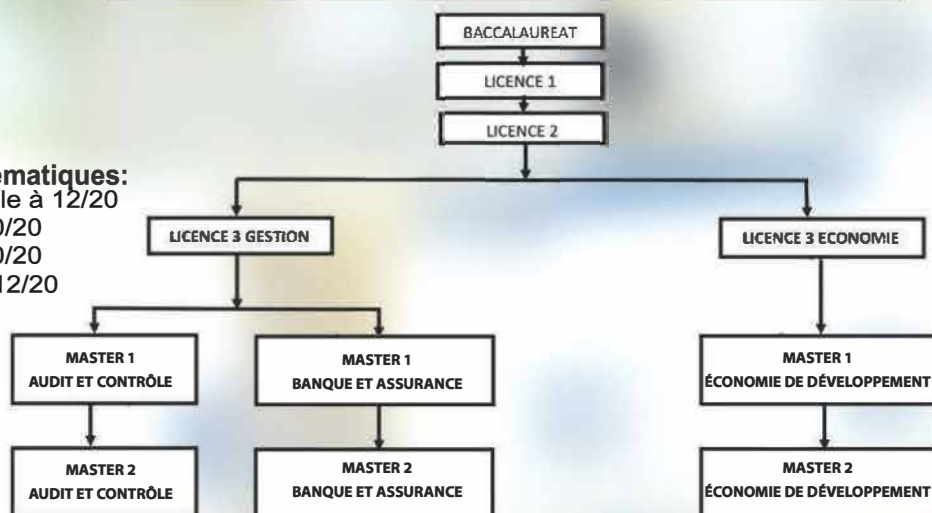 BACCALAUREAT
LICENCE 1
LICENCE 2
ématiques:
le à 12/20
0/20
0/20
12/20
LICENCE 3 GESTION
LICENCE 3 ECONOMIE
MASTER 1
AUDIT ET CONTRÔLE
MASTER 1
BANQUE ET ASSURANCE
MASTER 1
ÉCONOMIE DE DÉVELOPPEMENT
MASTER 2
AUDIT ET CONTRÔLE
MASTER 2
BANQUE ET ASSURANCE
MASTER 2
ÉCONOMIE DE DÉVELOPPEMENT